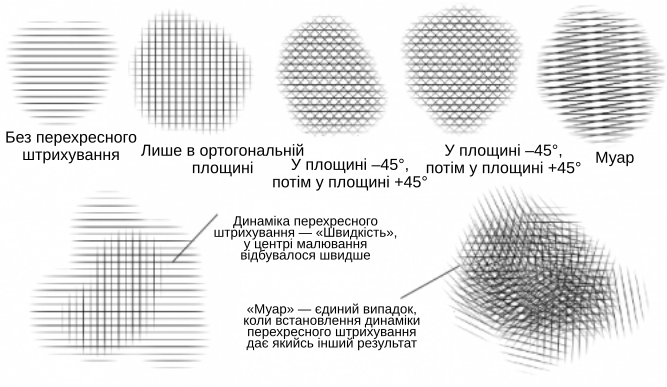 Без перехресного
штрихування
Лише в ортогональній
площині
У площині –45°,
потім у площині +45°
У площині –45°,
потім у площині +45°
Муар
Динаміка перехресного
штрихування — «Швидкість»,
у центрі малювання
відбувалося швидше
«Муар» — єдиний випадок,
коли встановлення динаміки
перехресного штрихування
дає якийсь інший результат